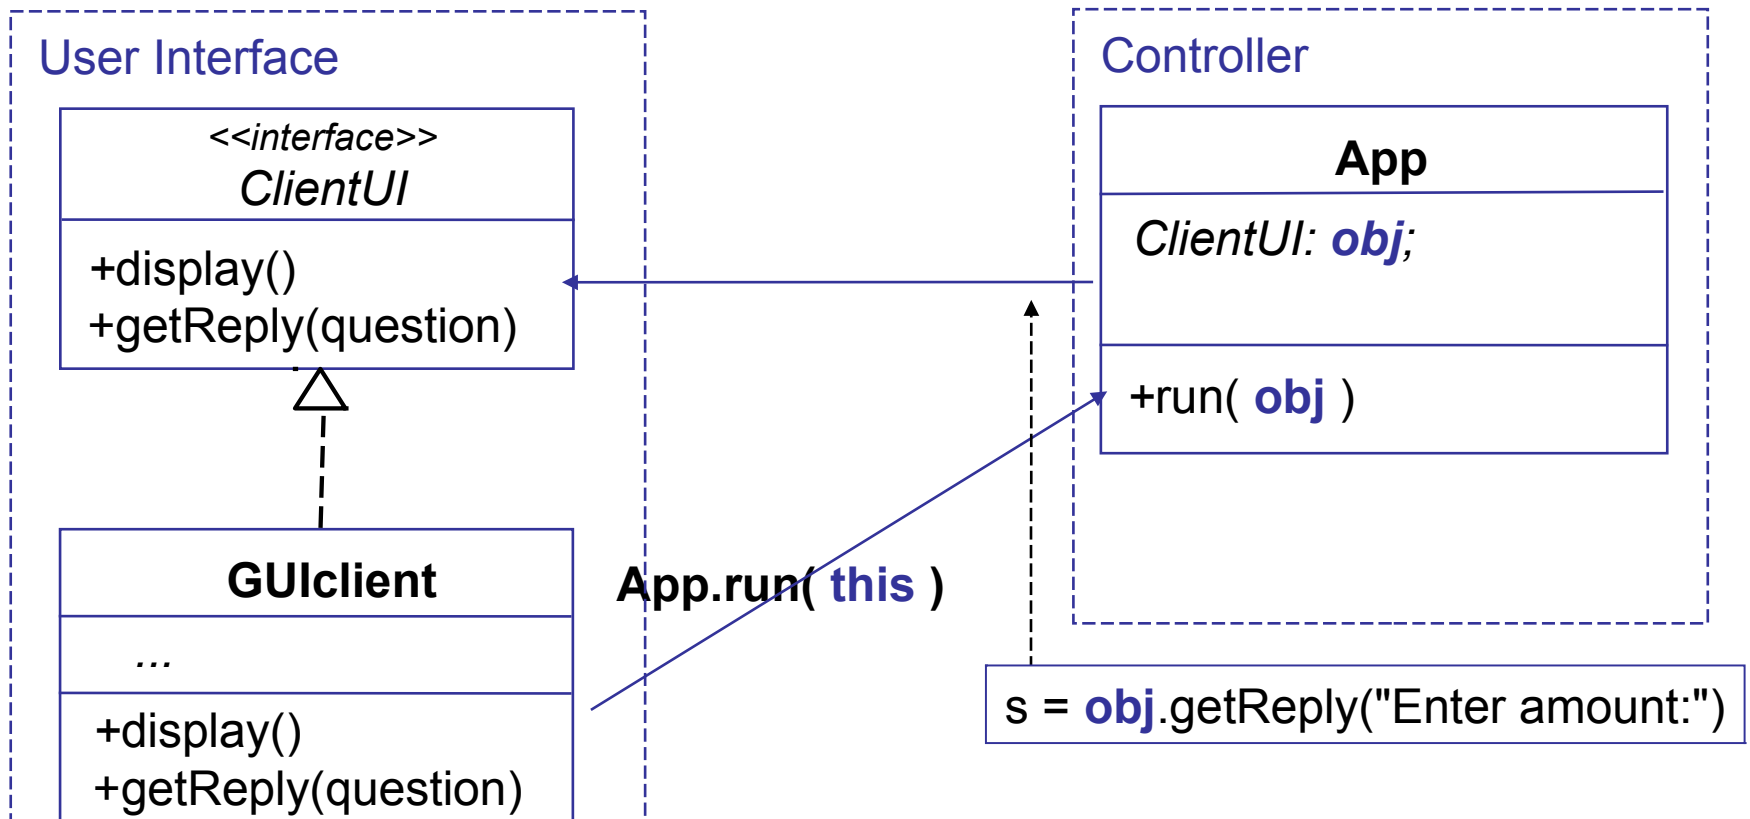 User Interface
<<interface>>
ClientUI
+display()
+getReply(question)
GUIclient
...
+display()
+getReply(question)
App.run( this )
Controller
App
ClientUI: obj;
+run( obj )
s = obj.getReply("Enter amount:")